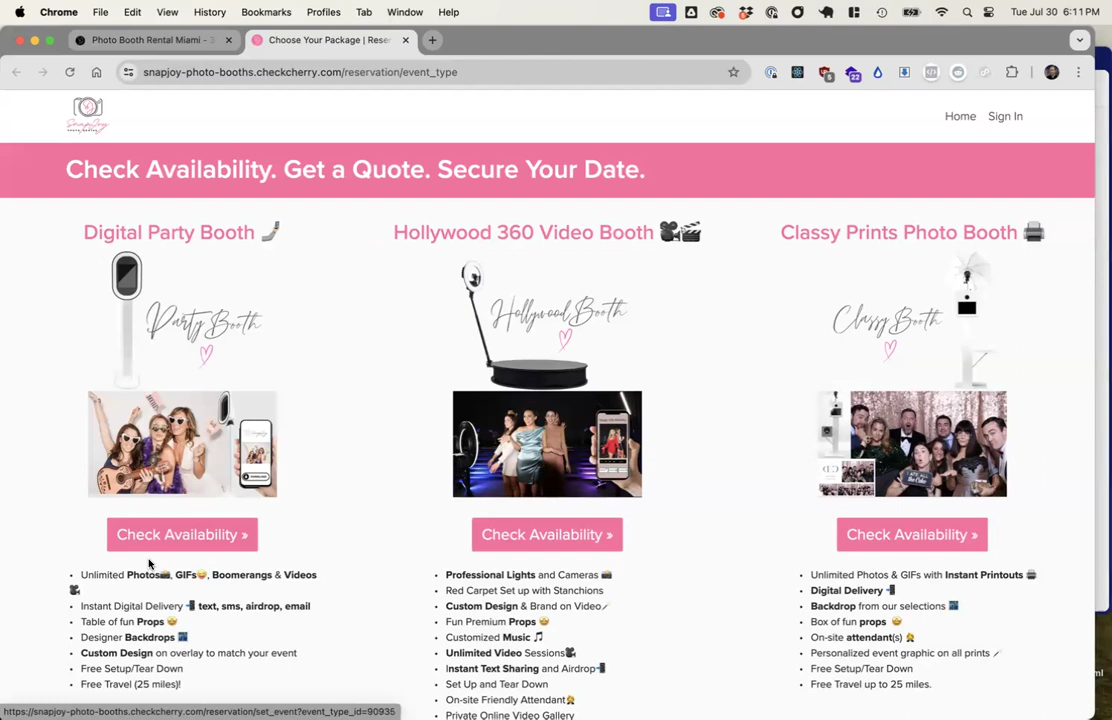 Chrome File Edit View History Bookmarks Profiles Tab Window Help Tue Jul 30 6:11 PM
Photo Booth Rental Miami - Choose Your Package | Reser
snapjoy-photo-booths.checkcherry.com/reservation/event_type
SnapJoy
Home Sign In
Check Availability. Get a Quote. Secure Your Date.
Digital Party Booth
Hollywood 360 Video Booth
Classy Prints Photo Booth
Party Booth
Hollywood Booth
Classy Booth
Check Availability »
Check Availability »
Check Availability »
Unlimited Photos, GIFs, Boomerangs & Videos
Instant Digital Delivery text, sms, airdrop, email
Table of fun Props
Designer Backdrops
Custom Design on overlay to match your event
Free Setup/Tear Down
Free Travel (25 miles)!
Professional Lights and Cameras
Red Carpet Set up with Stanchions
Custom Design & Brand on Video
Fun Premium Props
Customized Music
Unlimited Video Sessions
Instant Text Sharing and Airdrop
Set Up and Tear Down
On-site Friendly Attendant
Private Online Video Gallery
Unlimited Photos & GIFs with Instant Printouts
Digital Delivery
Backdrop from our selections
Box of fun props
On-site attendant(s)
Personalized event graphic on all prints
Free Setup/Tear Down
Free Travel up to 25 miles.
https://snapjoy-photo-booths.checkcherry.com/reservation/set_event?event_type_id=90935